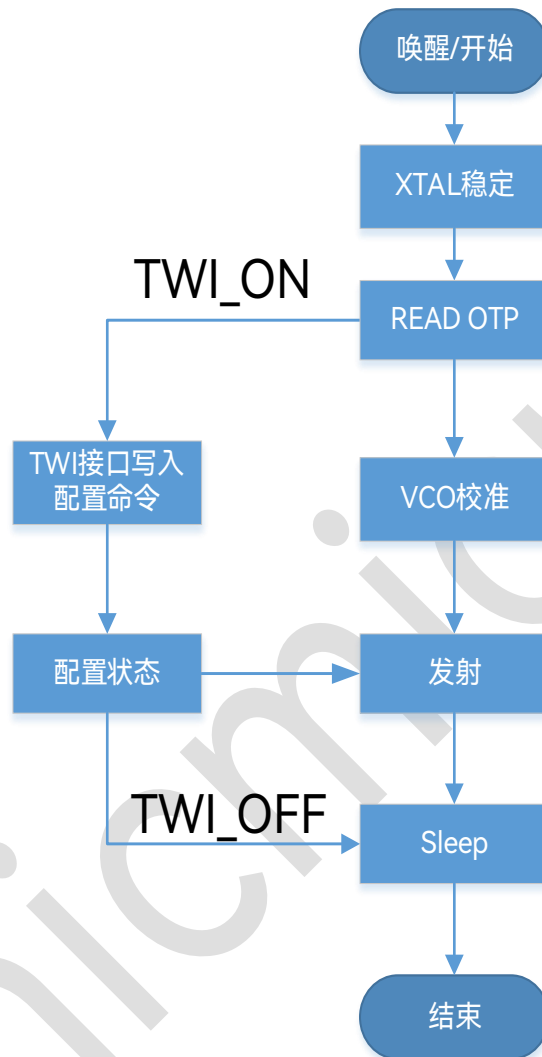 唤醒/开始
XTAL稳定
TWI_ON
READ OTP
TWI接口写入
配置命令
VCO校准
配置状态
发射
TWI_OFF
Sleep
结束